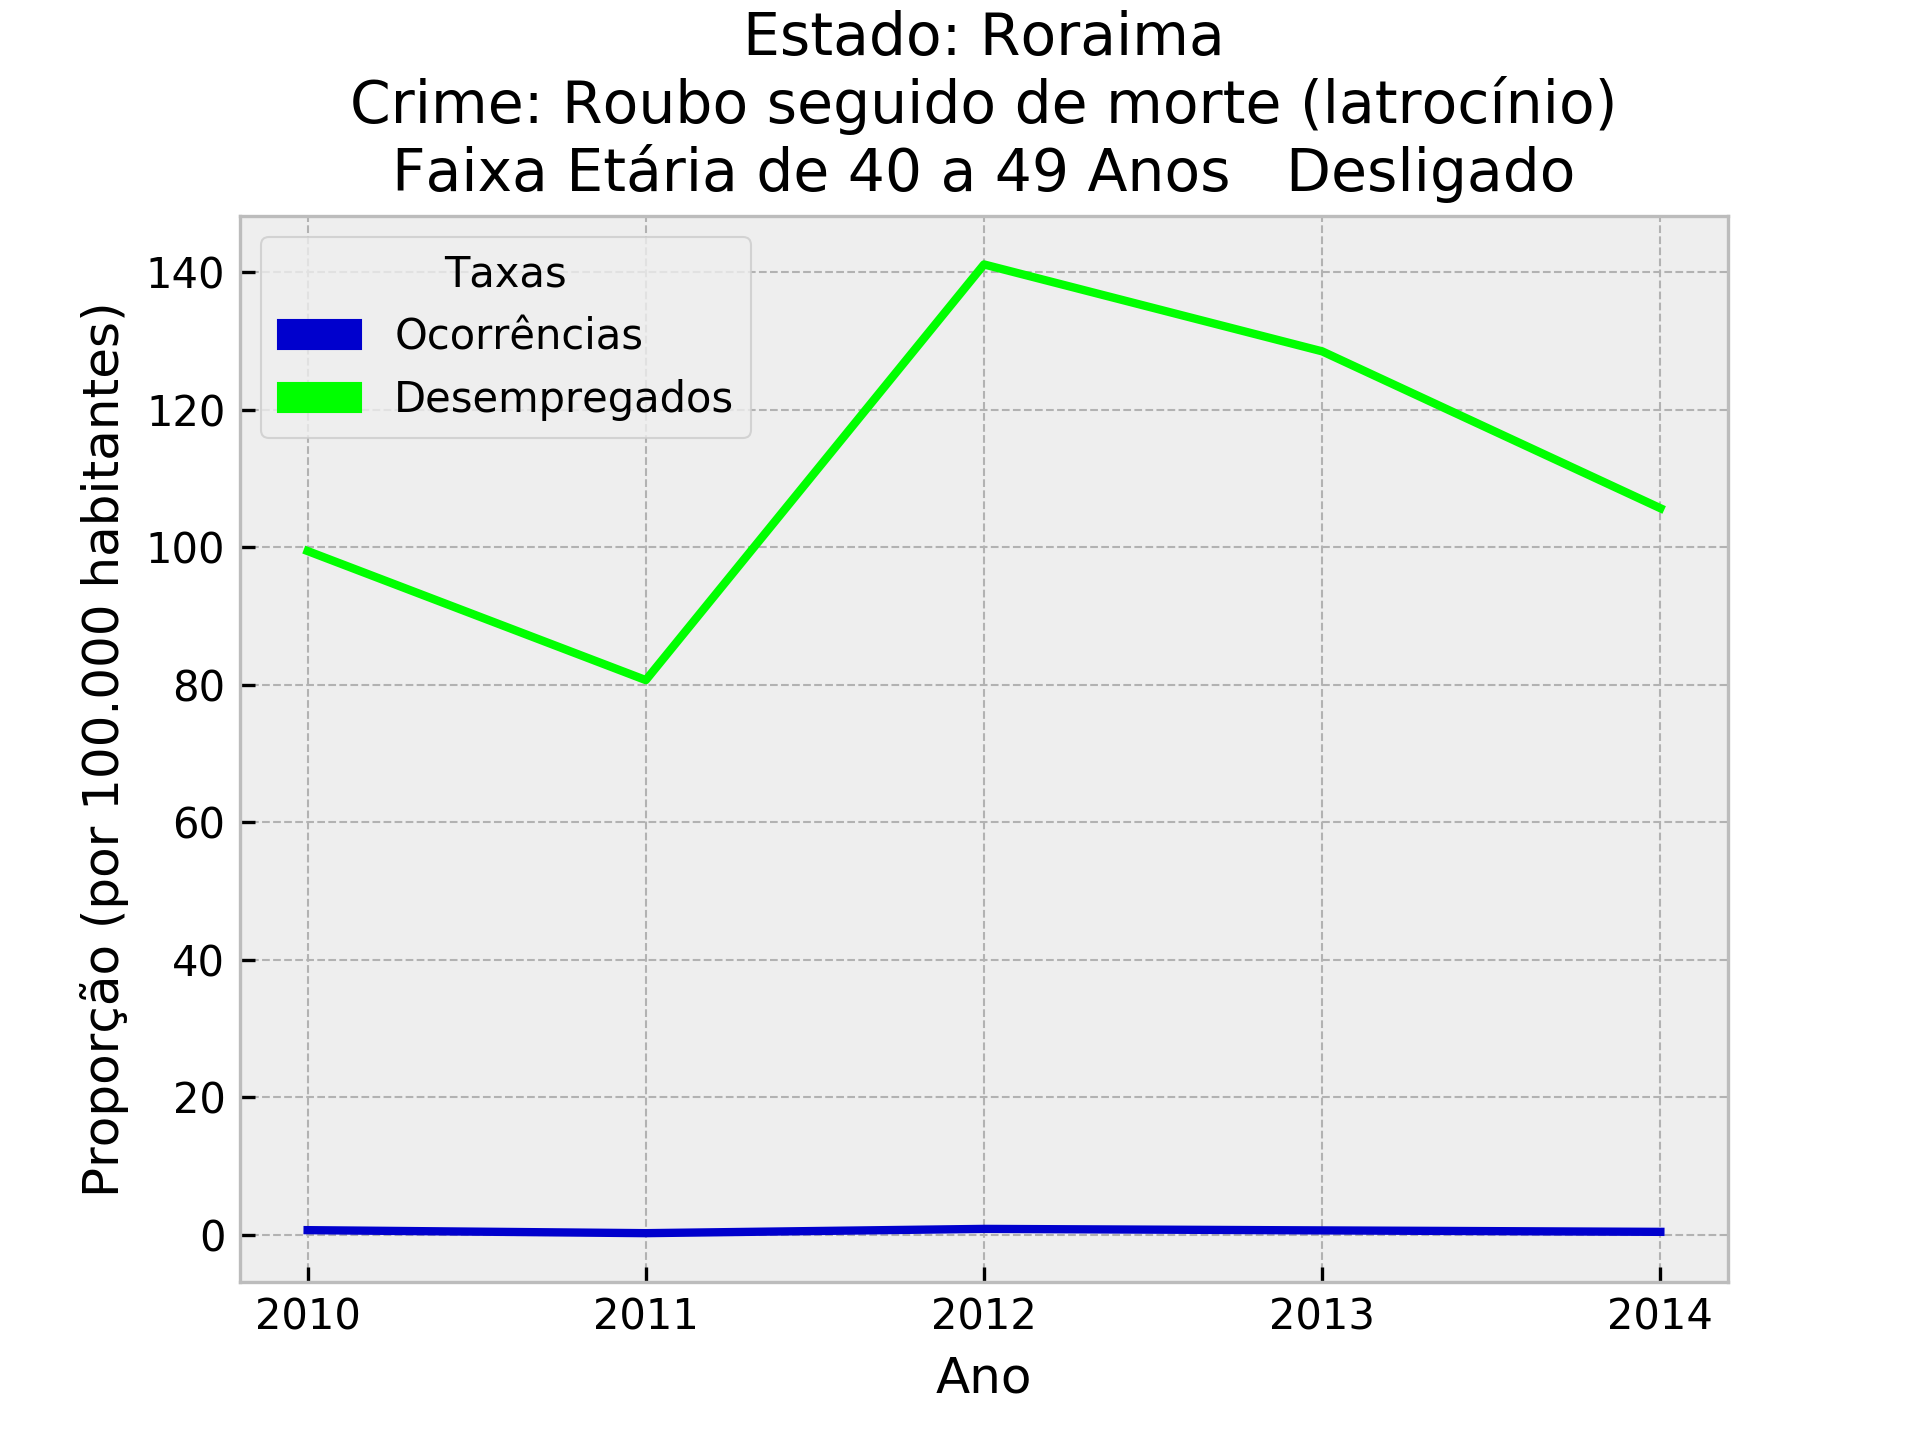 Estado: Roraima
Crime: Roubo seguido de morte (latrocínio)
Faixa Etária de 40 a 49 Anos   Desligado
Taxas
Ocorrências
Desempregados
Proporção (por 100.000 habitantes)
140
120
100
80
60
40
20
0
2010 2011 2012 2013 2014
Ano